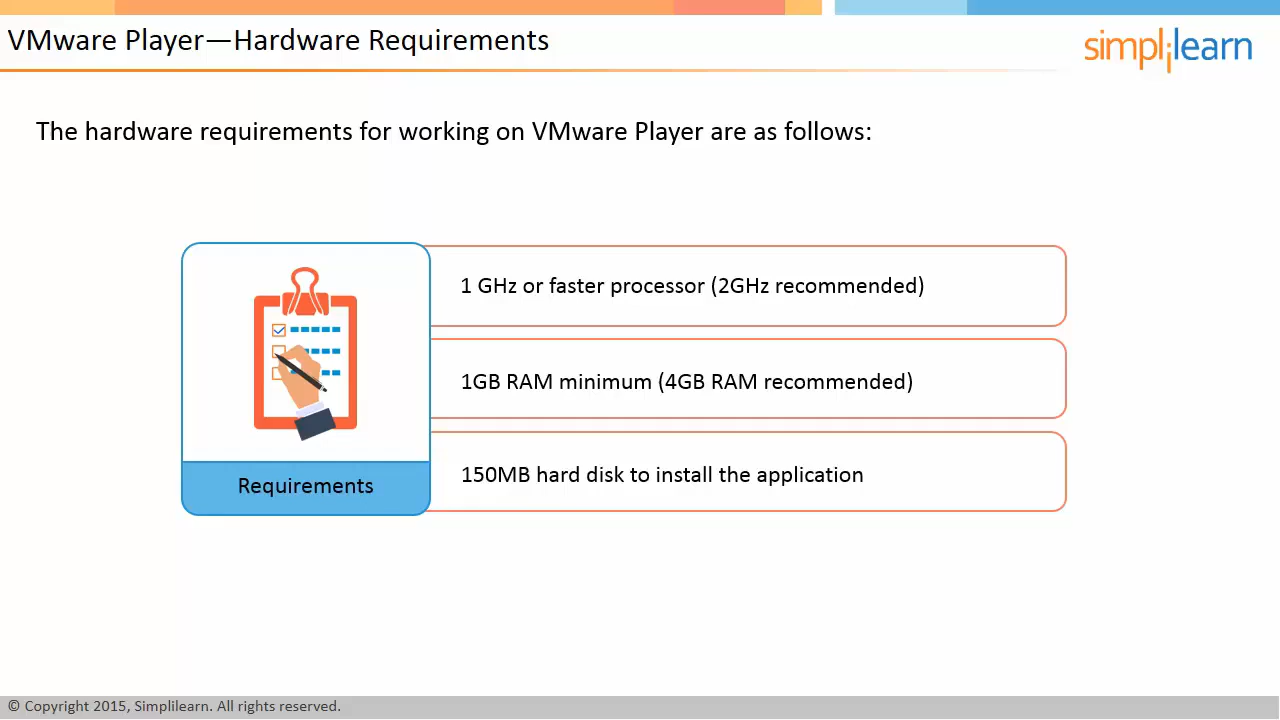 VMware Player—Hardware Requirements
simplilearn
The hardware requirements for working on VMware Player are as follows:
1 GHz or faster processor (2GHz recommended)
1GB RAM minimum (4GB RAM recommended)
150MB hard disk to install the application
Requirements
© Copyright 2015, Simplilearn. All rights reserved.